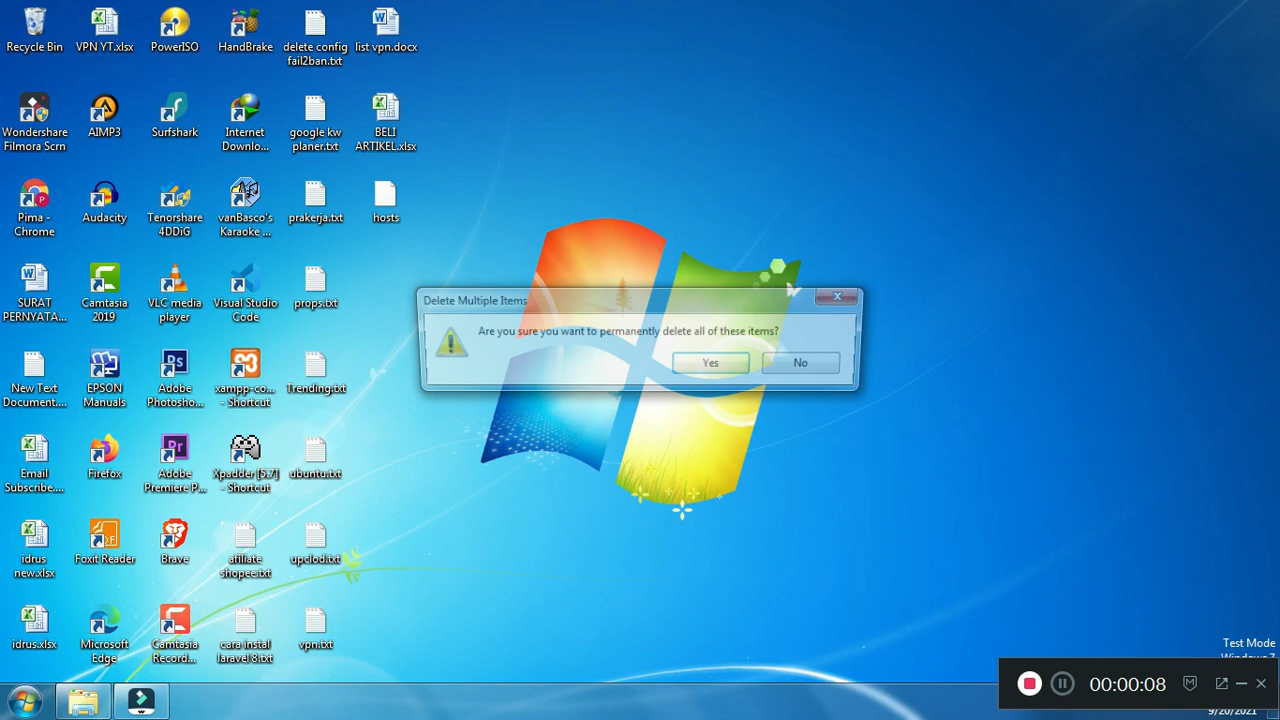 Recycle Bin
VPN YT.xlsx
PowerISO
HandBrake
delete config
fail2ban.txt
list vpn.docx
Wondershare
Filmora Scrn
AIMP3
Surfshark
Internet
Downlo...
google kw
planer.txt
BELI
ARTIKEL.xlsx
Pima -
Chrome
Audacity
Tenorshare
4DDiG
vanBasco's
Karaoke ...
prakerja.txt
hosts
SURAT
PERNYATA...
Camtasia
2019
VLC media
player
Visual Studio
Code
props.txt
Delete Multiple Items
Are you sure you want to permanently delete all of these items?
Yes
No
New Text
Document....
EPSON
Manuals
Adobe
Photosho...
xampp-co...
- Shortcut
Trending.txt
Email
Subscribe....
Firefox
Adobe
Premiere P...
Xpadder [5.7]
- Shortcut
ubuntu.txt
idrus
new.xlsx
Foxit Reader
Brave
afiliate
shopee.txt
upclod.txt
idrus.xlsx
Microsoft
Edge
Camtasia
Record...
cara instal
laravel 8.txt
vpn.txt
Test Mode
Windows 7
00:00:08
9/20/2021